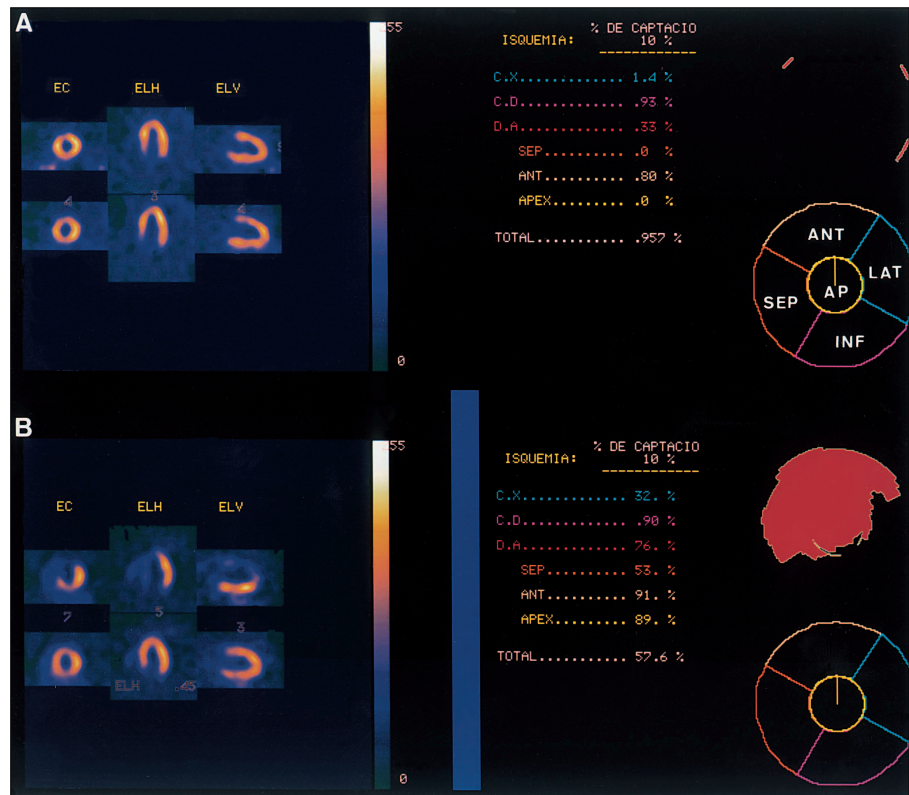 A
255
% DE CAPTACIO
ISQUEMIA: 10 %
EC ELH ELV
C.X............ 1.4 %
C.D............ .93 %
D.A............ .33 %
SEP.......... .0 %
ANT.......... .80 %
APEX......... .0 %
TOTAL........... .957 %
4 3
0
ANT
LAT
AP
SEP
INF
B
255
% DE CAPTACIO
ISQUEMIA: 10 %
EC ELH ELV
C.X............ 32. %
C.D............ .90 %
D.A............ 76. %
SEP.......... 53. %
ANT.......... 91. %
APEX......... 89. %
TOTAL........... 57.6 %
7 5 3
ELH
0